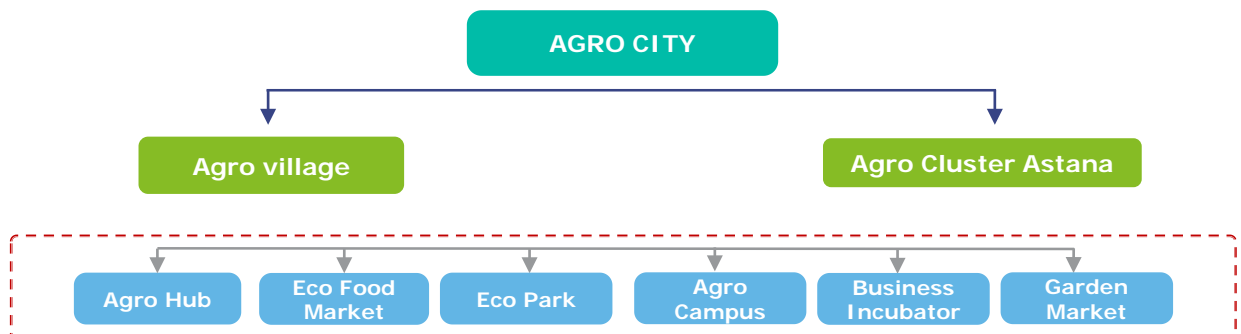 AGRO CITY
Agro village
Agro Cluster Astana
Agro Hub
Eco Food
Market
Eco Park
Agro
Campus
Business
Incubator
Garden
Market